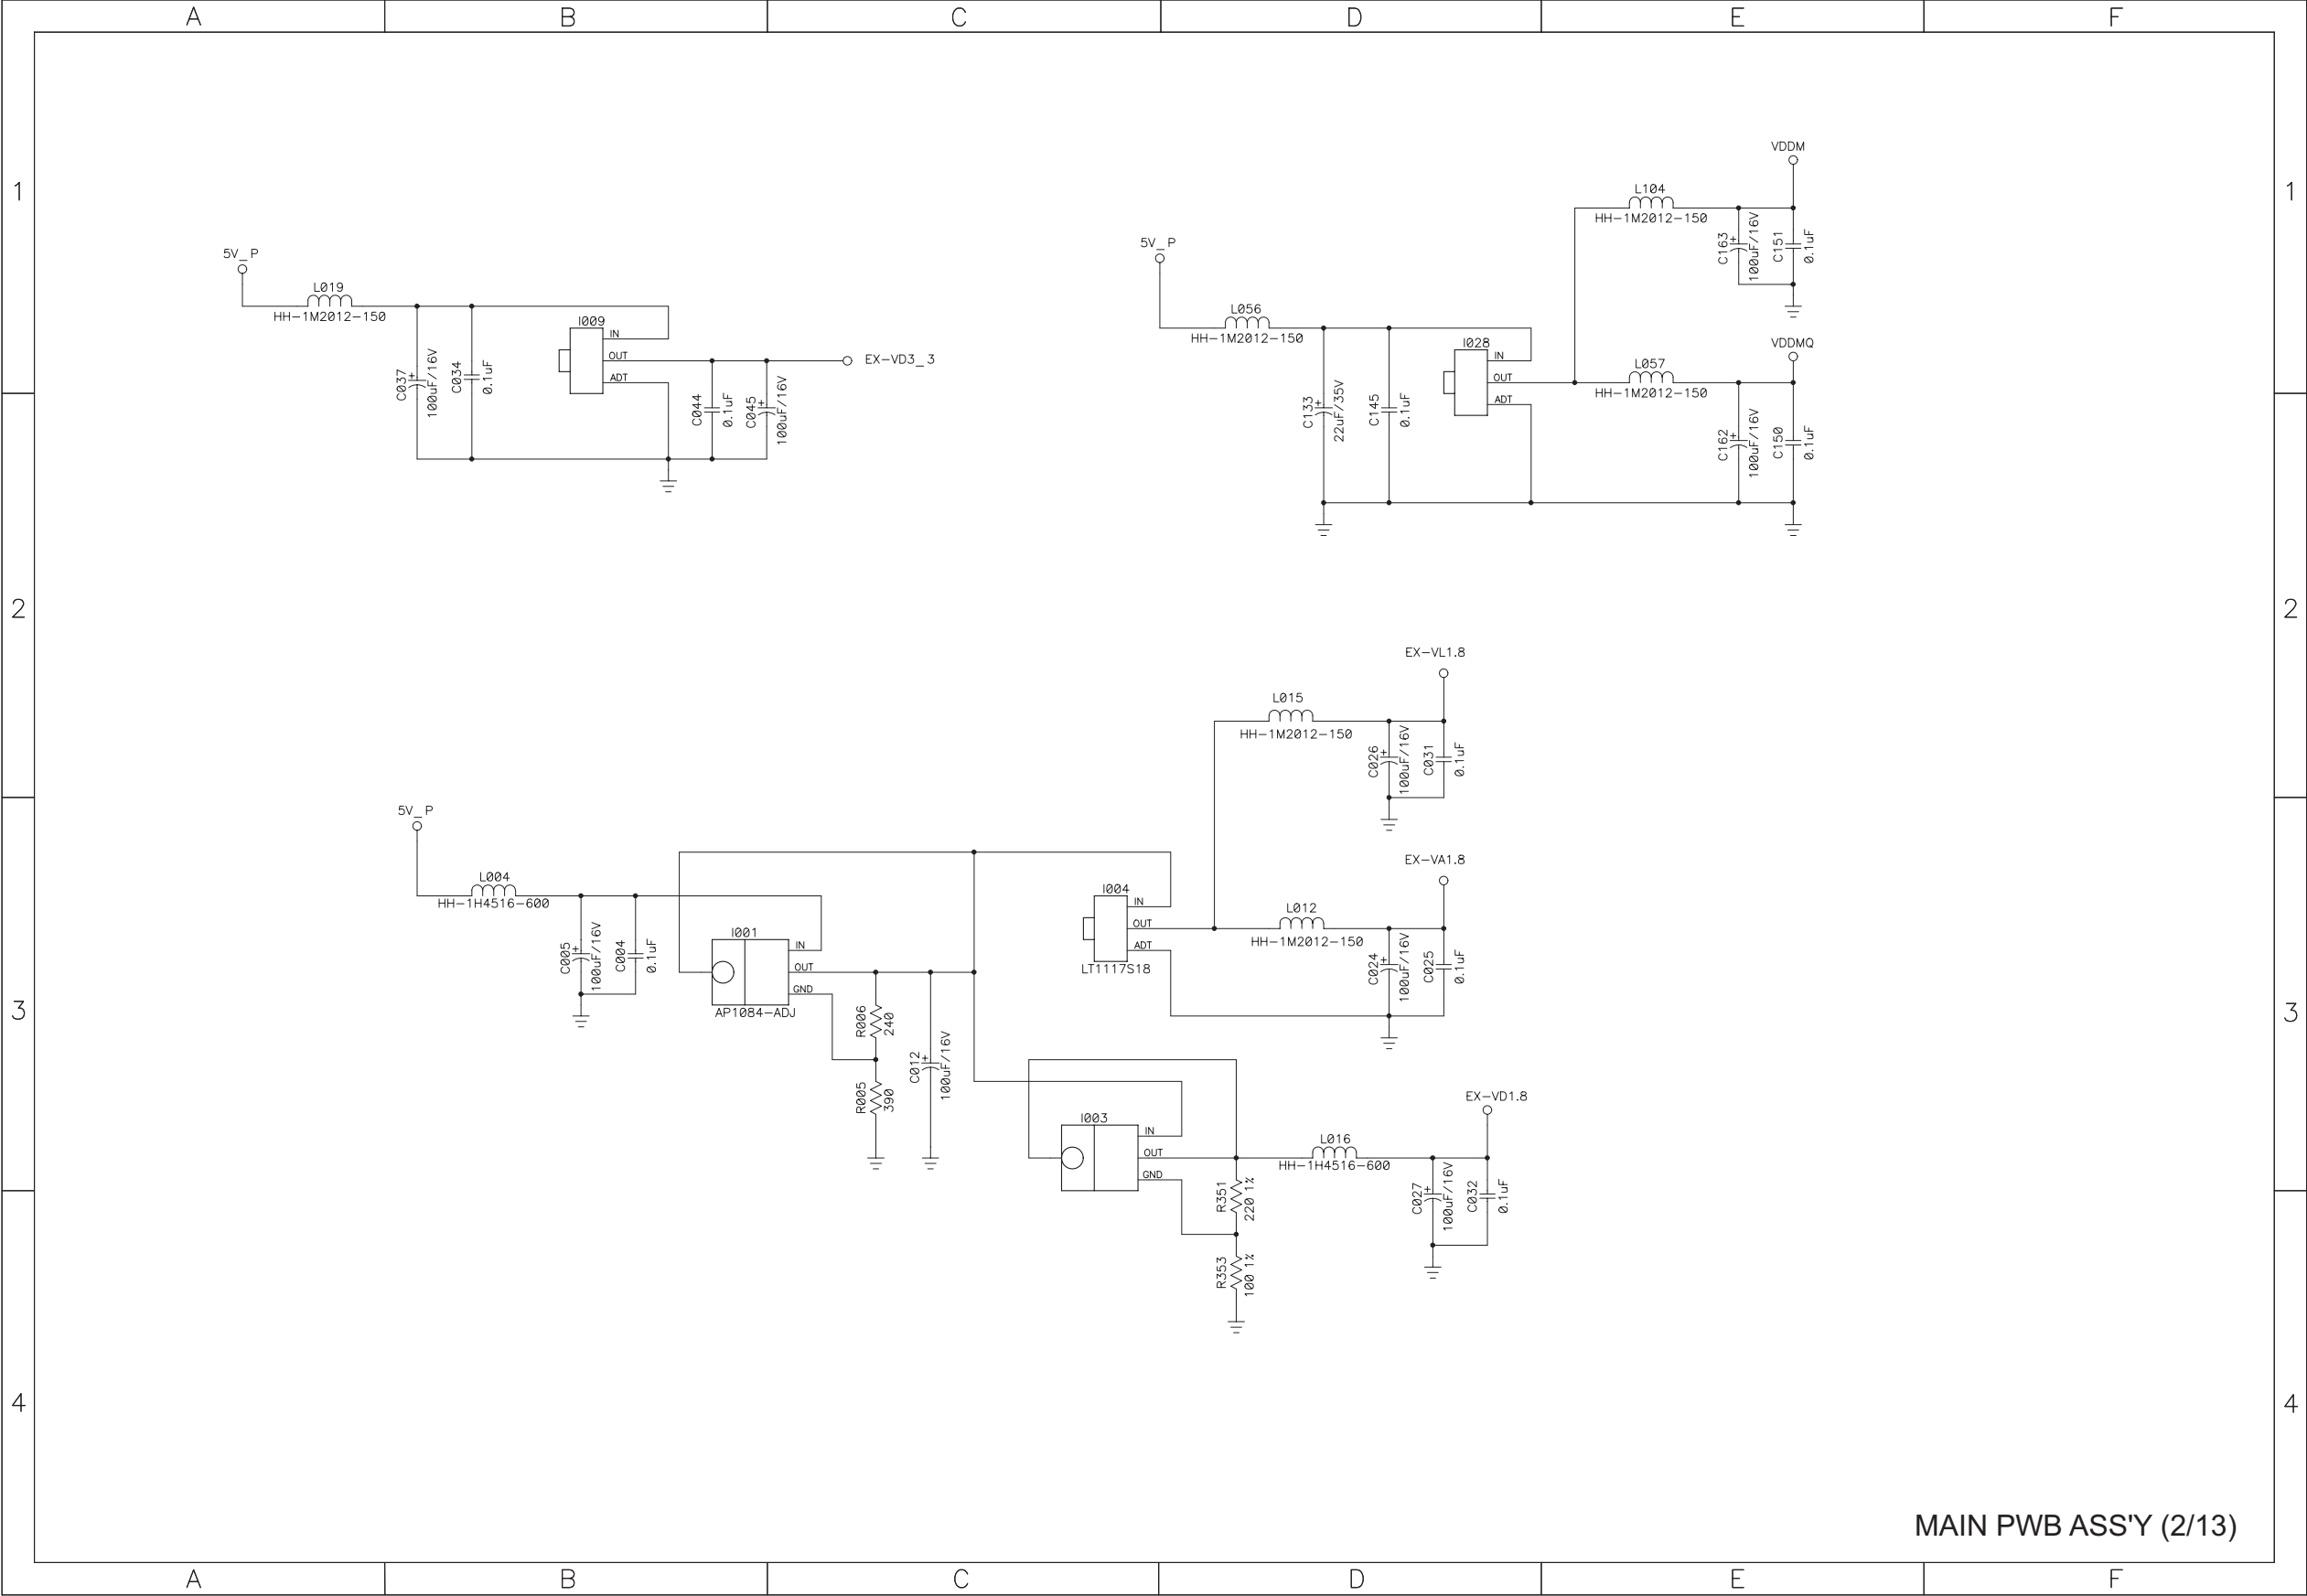 A B C D E F
1
5V_P
L019
HH-1M2012-150
C037
100uF/16V
C034
0.1uF
I009
IN
OUT
ADT
EX-VD3_3
C044
0.1uF
C045
100uF/16V
5V_P
L056
HH-1M2012-150
C133
22uF/35V
C145
0.1uF
I028
IN
OUT
ADT
VDDM
L104
HH-1M2012-150
C163
100uF/16V
C151
0.1uF
VDDMQ
L057
HH-1M2012-150
C162
100uF/16V
C150
0.1uF
1
2
2
EX-VL1.8
L015
HH-1M2012-150
C026
100uF/16V
C031
0.1uF
5V_P
L004
HH-1H4516-600
C005
100uF/16V
C004
0.1uF
I001
IN
OUT
GND
AP1084-ADJ
R006
240
R005
390
C012
100uF/16V
I004
IN
OUT
ADT
LT1117S18
EX-VA1.8
L012
HH-1M2012-150
C024
100uF/16V
C025
0.1uF
3
3
I003
IN
OUT
GND
R351
220 1%
R353
100 1%
L016
HH-1H4516-600
EX-VD1.8
C027
100uF/16V
C032
0.1uF
4
4
MAIN PWB ASS'Y (2/13)
A B C D E F